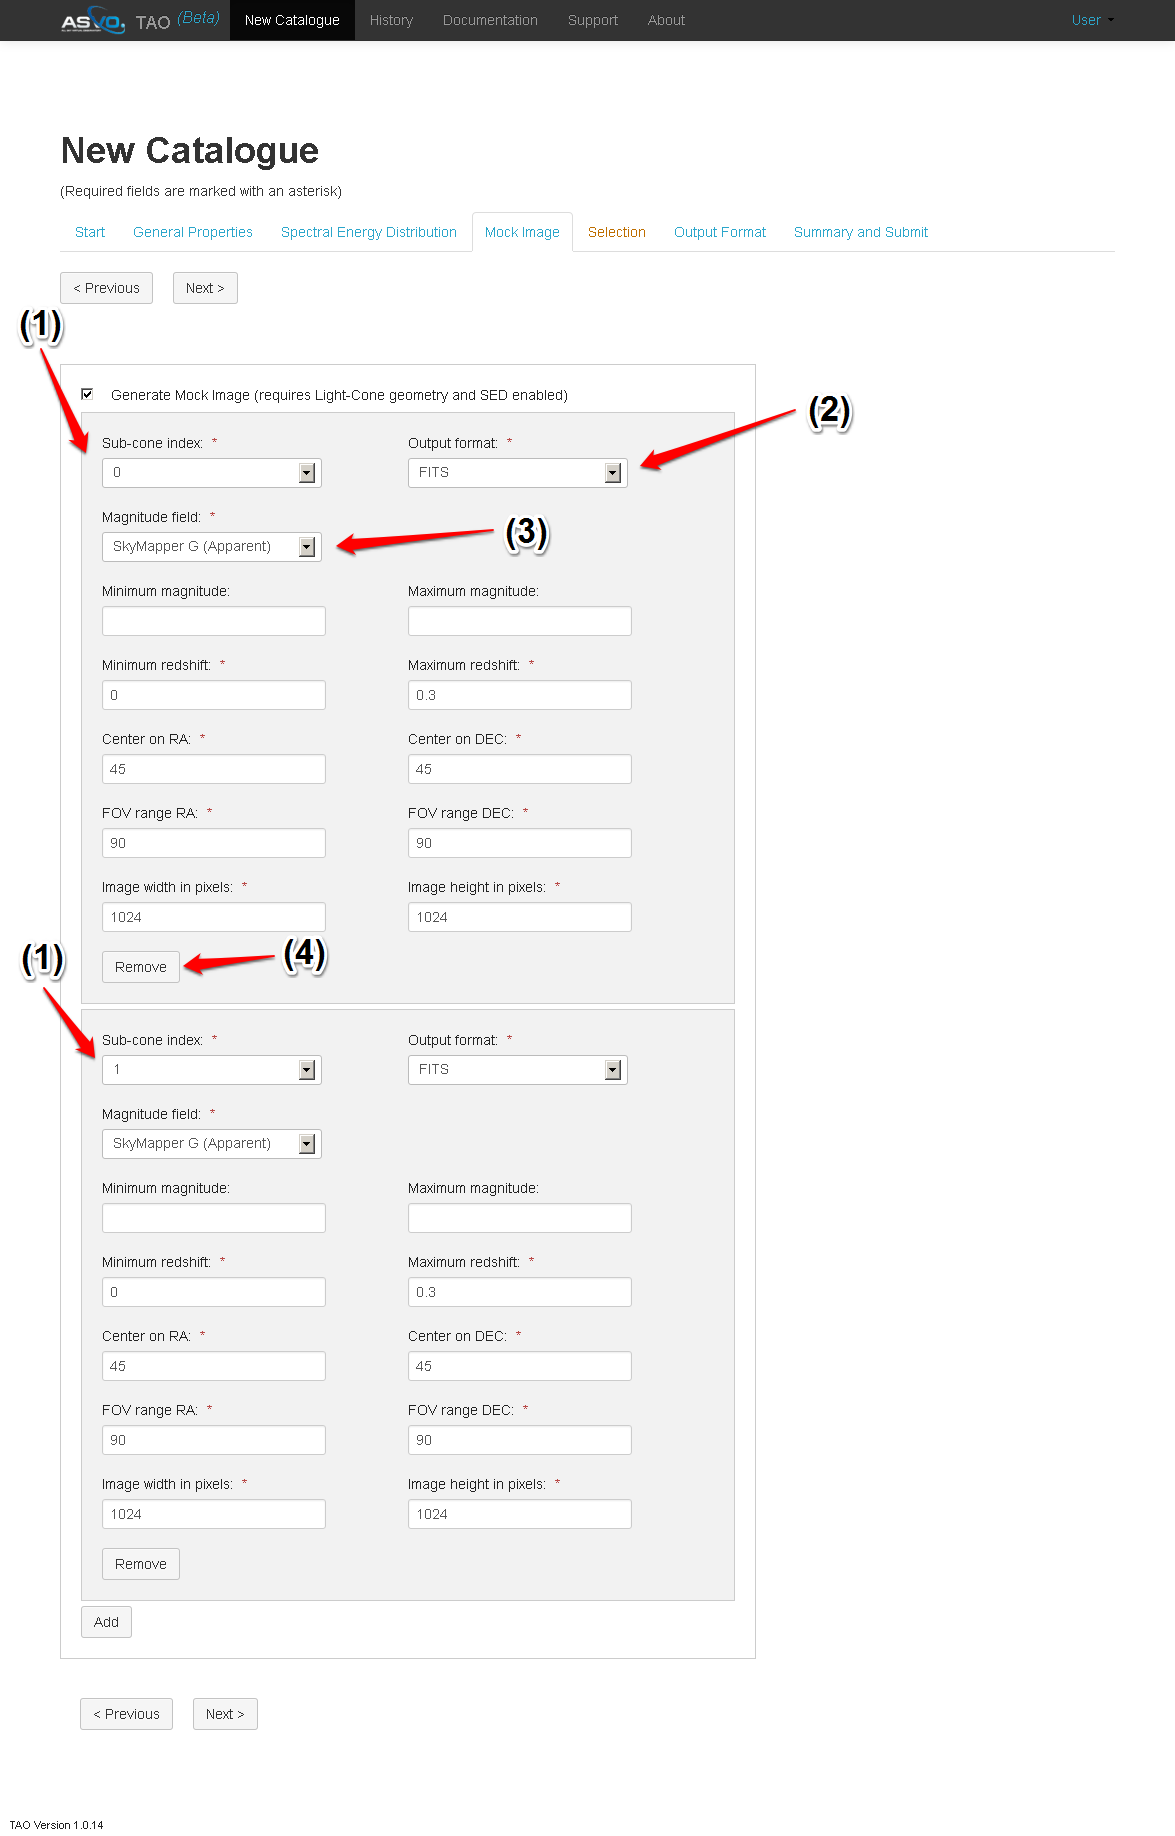 ASVO TAO (Beta) New Catalogue History Documentation Support About User
New Catalogue
(Required fields are marked with an asterisk)
Start General Properties Spectral Energy Distribution Mock Image Selection Output Format Summary and Submit
< Previous Next >
(1)
Generate Mock Image (requires Light-Cone geometry and SED enabled)
(2)
Sub-cone index: * Output format: *
0 FITS
Magnitude field: *
(3)
SkyMapper G (Apparent)
Minimum magnitude: Maximum magnitude:
Minimum redshift: * Maximum redshift: *
0 0.3
Center on RA: * Center on DEC: *
45 45
FOV range RA: * FOV range DEC: *
90 90
Image width in pixels: * Image height in pixels: *
1024 1024
(1) (4)
Remove
Sub-cone index: * Output format: *
1 FITS
Magnitude field: *
SkyMapper G (Apparent)
Minimum magnitude: Maximum magnitude:
Minimum redshift: * Maximum redshift: *
0 0.3
Center on RA: * Center on DEC: *
45 45
FOV range RA: * FOV range DEC: *
90 90
Image width in pixels: * Image height in pixels: *
1024 1024
Remove
Add
< Previous Next >
TAO Version 1.0.14